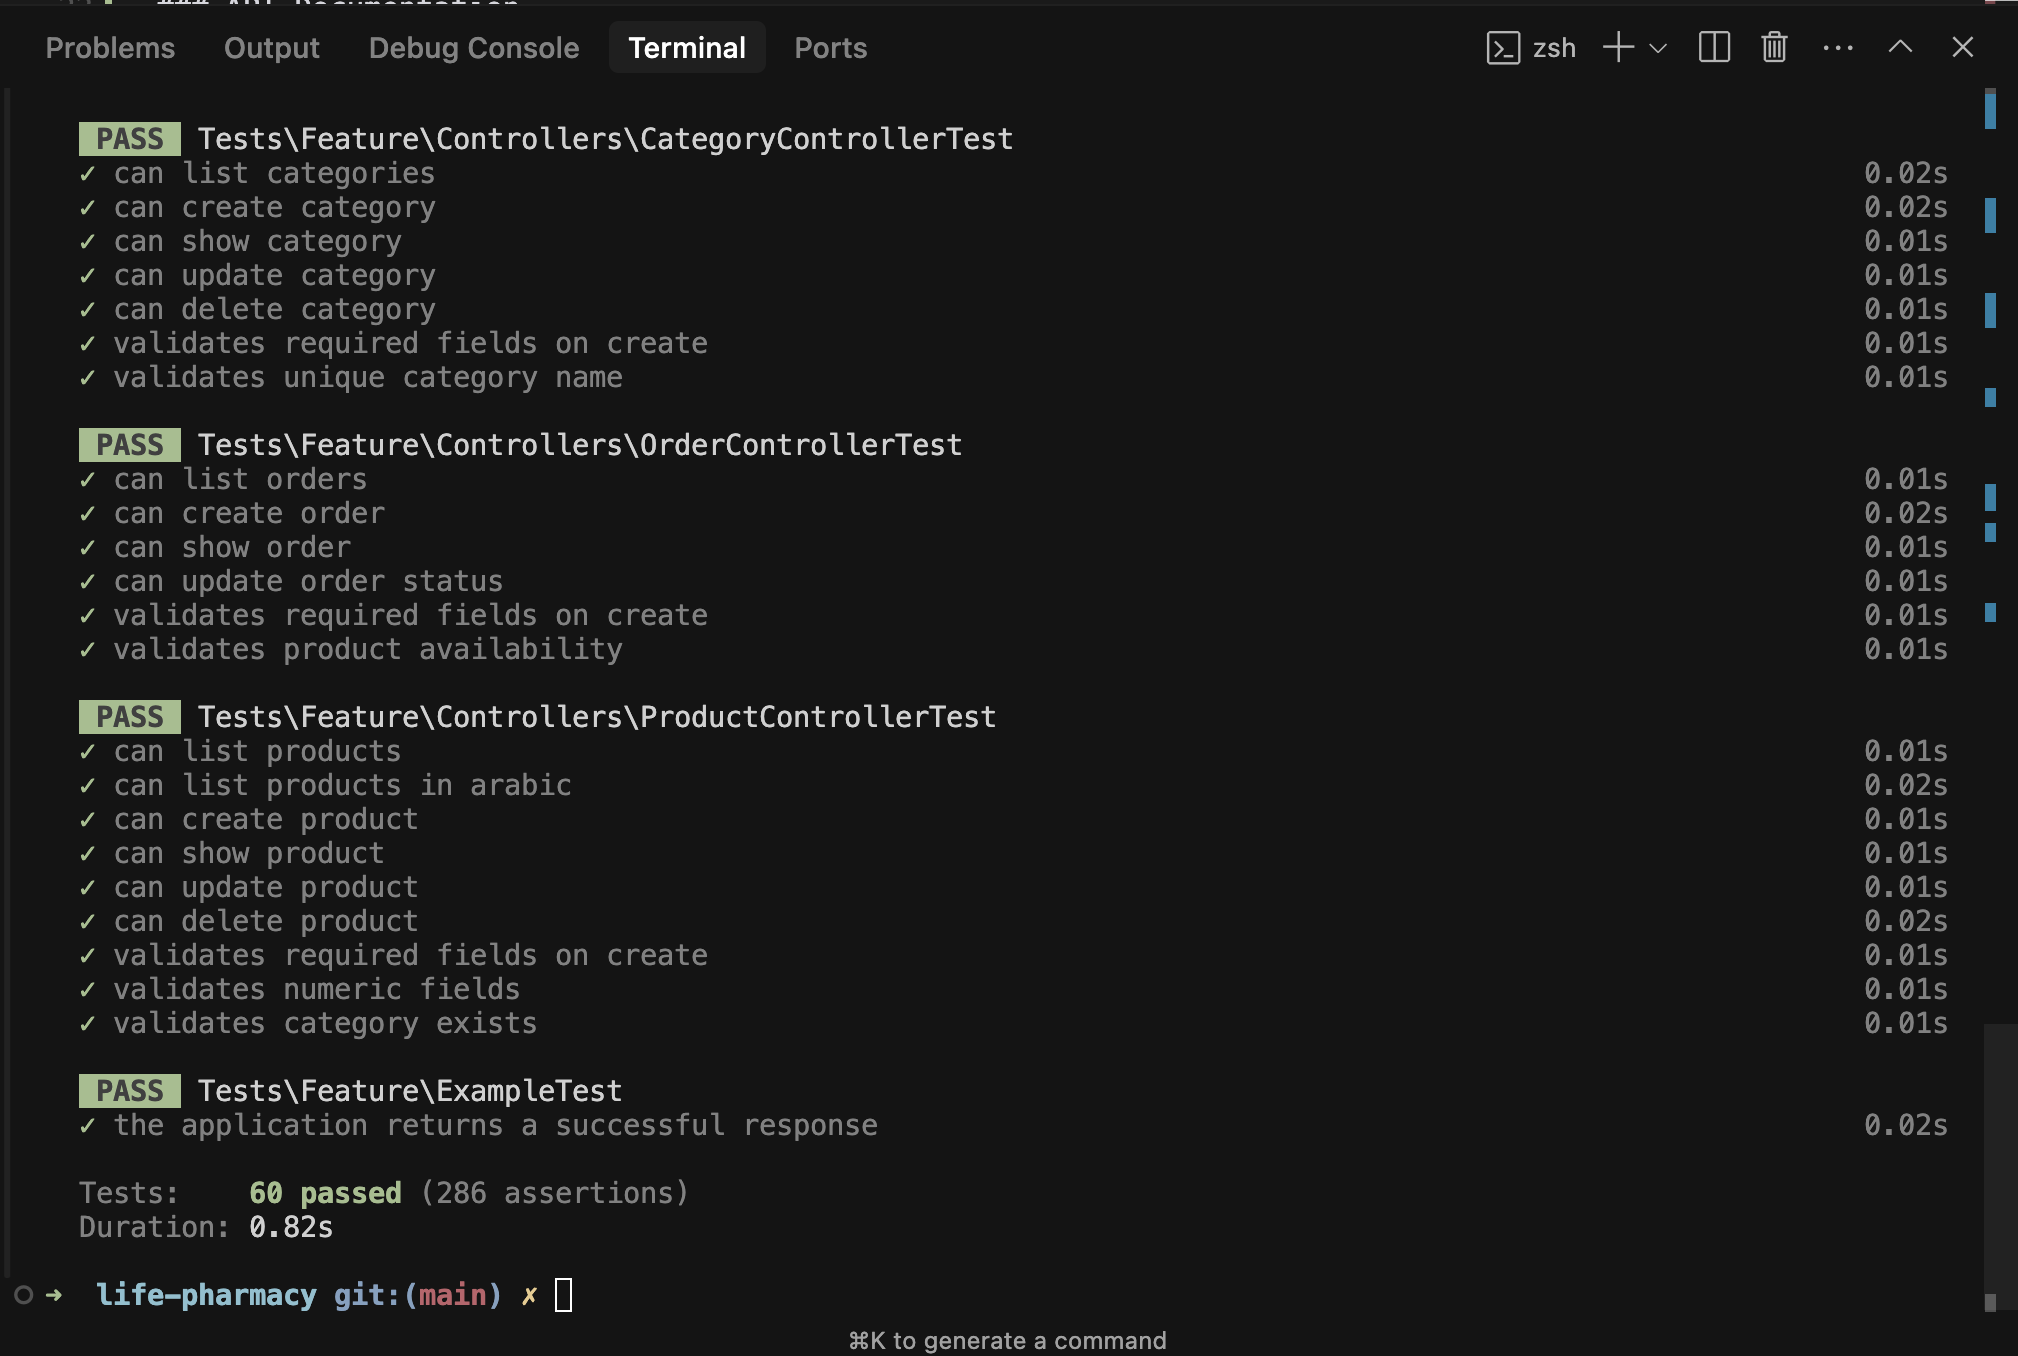 ### API Documentation
Problems Output Debug Console Terminal Ports zsh
PASS Tests\Feature\Controllers\CategoryControllerTest
✓ can list categories 0.02s
✓ can create category 0.02s
✓ can show category 0.01s
✓ can update category 0.01s
✓ can delete category 0.01s
✓ validates required fields on create 0.01s
✓ validates unique category name 0.01s
PASS Tests\Feature\Controllers\OrderControllerTest
✓ can list orders 0.01s
✓ can create order 0.02s
✓ can show order 0.01s
✓ can update order status 0.01s
✓ validates required fields on create 0.01s
✓ validates product availability 0.01s
PASS Tests\Feature\Controllers\ProductControllerTest
✓ can list products 0.01s
✓ can list products in arabic 0.02s
✓ can create product 0.01s
✓ can show product 0.01s
✓ can update product 0.01s
✓ can delete product 0.02s
✓ validates required fields on create 0.01s
✓ validates numeric fields 0.01s
✓ validates category exists 0.01s
PASS Tests\Feature\ExampleTest
✓ the application returns a successful response 0.02s
Tests: 60 passed (286 assertions)
Duration: 0.82s
➜ life-pharmacy git:(main) ✗
⌘K to generate a command